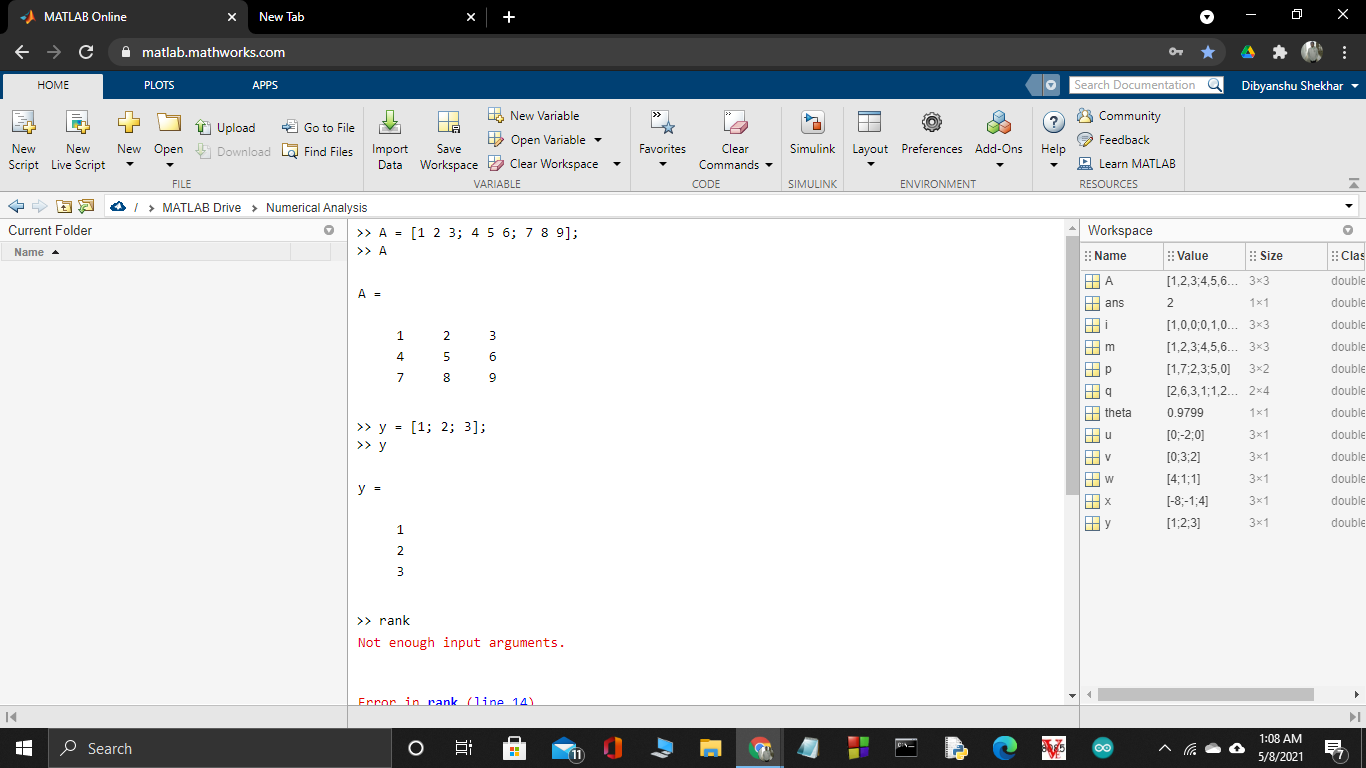 MATLAB Online
New Tab
matlab.mathworks.com
HOME PLOTS APPS
Search Documentation
Dibyanshu Shekhar
New Script
New Live Script
New
Open
Upload
Download
Go to File
Find Files
FILE
Import Data
Save Workspace
New Variable
Open Variable
Clear Workspace
VARIABLE
Favorites
Clear Commands
CODE
Simulink
SIMULINK
Layout
Preferences
Add-Ons
ENVIRONMENT
Help
Community
Feedback
Learn MATLAB
RESOURCES
/ > MATLAB Drive > Numerical Analysis
Current Folder
Name
>> A = [1 2 3; 4 5 6; 7 8 9];
>> A
A =
1 2 3
4 5 6
7 8 9
>> y = [1; 2; 3];
>> y
y =
1
2
3
>> rank
Not enough input arguments.
Error in rank (line 14)
Workspace
Name Value Size Clas
A [1,2,3;4,5,6... 3×3 double
ans 2 1×1 double
i [1,0,0;0,1,0... 3×3 double
m [1,2,3;4,5,6... 3×3 double
p [1,7;2,3;5,0] 3×2 double
q [2,6,3,1;1,2... 2×4 double
theta 0.9799 1×1 double
u [0;-2;0] 3×1 double
v [0;3;2] 3×1 double
w [4;1;1] 3×1 double
x [-8;-1;4] 3×1 double
y [1;2;3] 3×1 double
Search
11
1:08 AM
5/8/2021
7